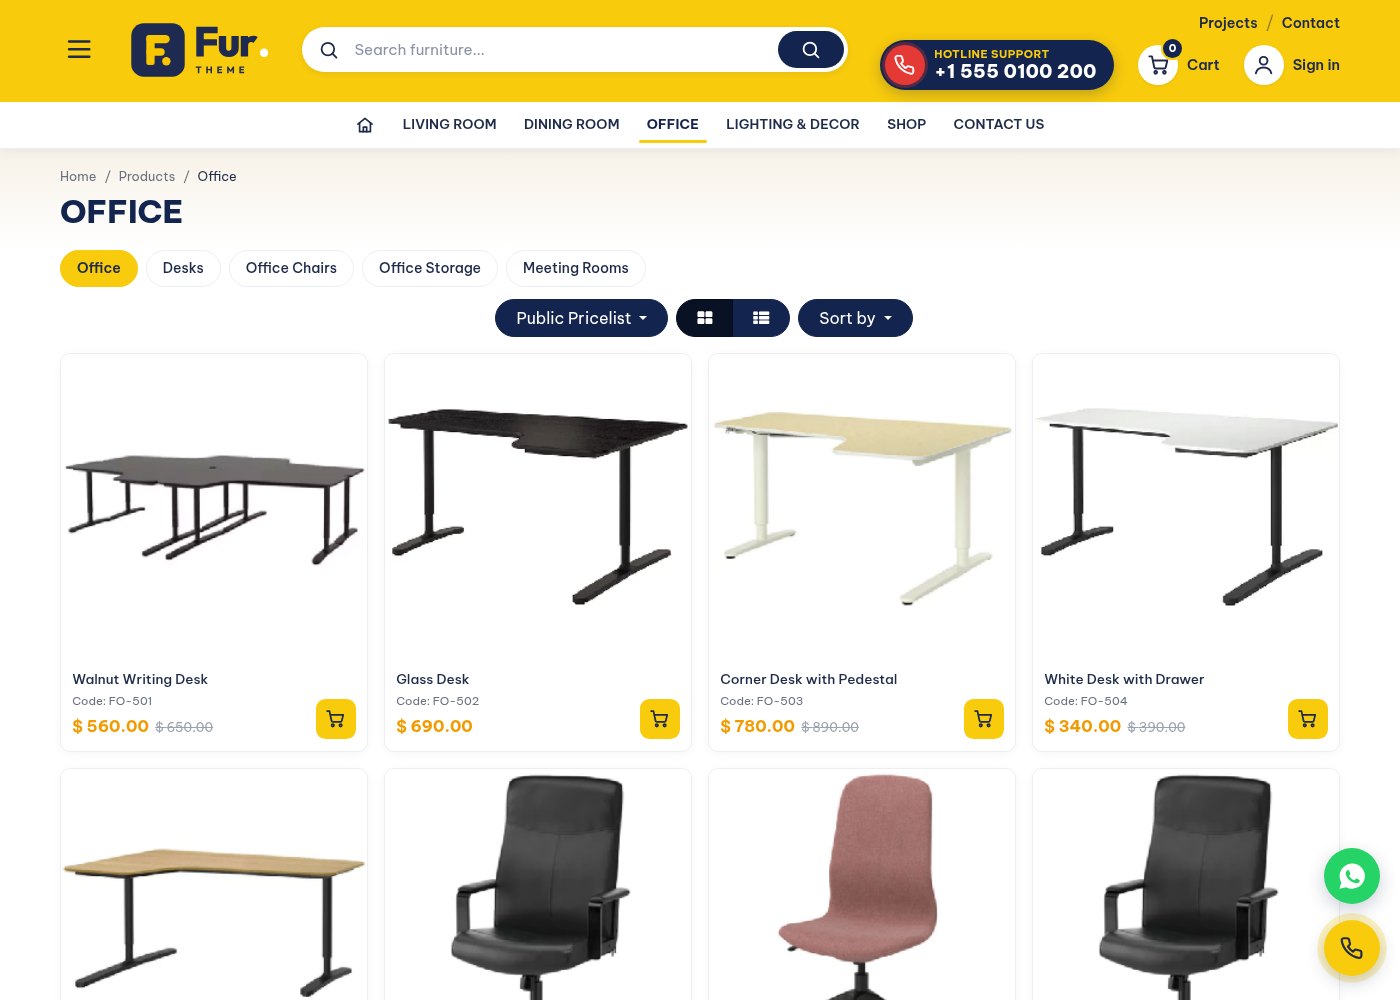 Projects / Contact
F. Fur.
THEME
Search furniture...
HOTLINE SUPPORT
+1 555 0100 200
0
Cart
Sign in
LIVING ROOM DINING ROOM OFFICE LIGHTING & DECOR SHOP CONTACT US
Home / Products / Office
OFFICE
Office Desks Office Chairs Office Storage Meeting Rooms
Public Pricelist Sort by
Walnut Writing Desk
Code: FO-501
$ 560.00 $ 650.00
Glass Desk
Code: FO-502
$ 690.00
Corner Desk with Pedestal
Code: FO-503
$ 780.00 $ 890.00
White Desk with Drawer
Code: FO-504
$ 340.00 $ 390.00